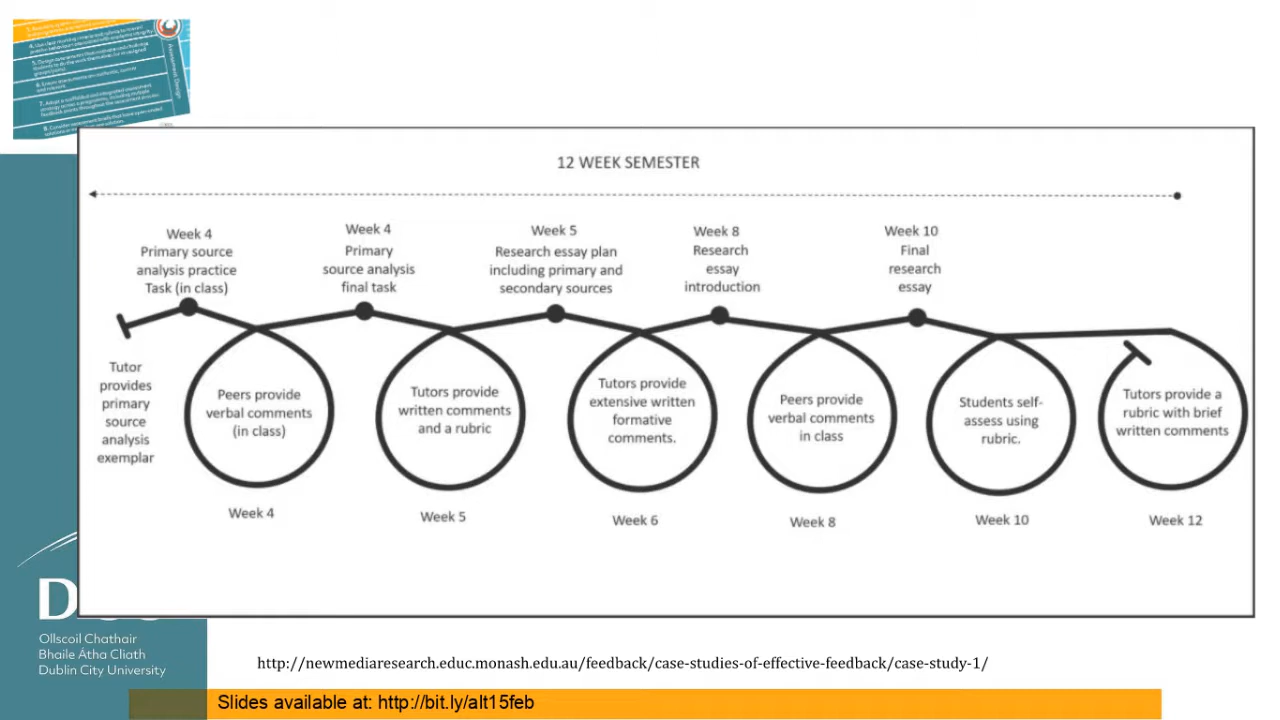 12 WEEK SEMESTER
Week 4
Primary source
analysis practice
Task (in class)
Week 4
Primary
source analysis
final task
Week 5
Research essay plan
including primary and
secondary sources
Week 8
Research
essay
introduction
Week 10
Final
research
essay
Tutor
provides
primary
source
analysis
exemplar
Peers provide
verbal comments
(in class)
Week 4
Tutors provide
written comments
and a rubric
Week 5
Tutors provide
extensive written
formative
comments.
Week 6
Peers provide
verbal comments
in class
Week 8
Students self-
assess using
rubric.
Week 10
Tutors provide a
rubric with brief
written comments
Week 12
Ollscoil Chathair
Bhaile Átha Cliath
Dublin City University
http://newmediaresearch.educ.monash.edu.au/feedback/case-studies-of-effective-feedback/case-study-1/
Slides available at: http://bit.ly/alt15feb